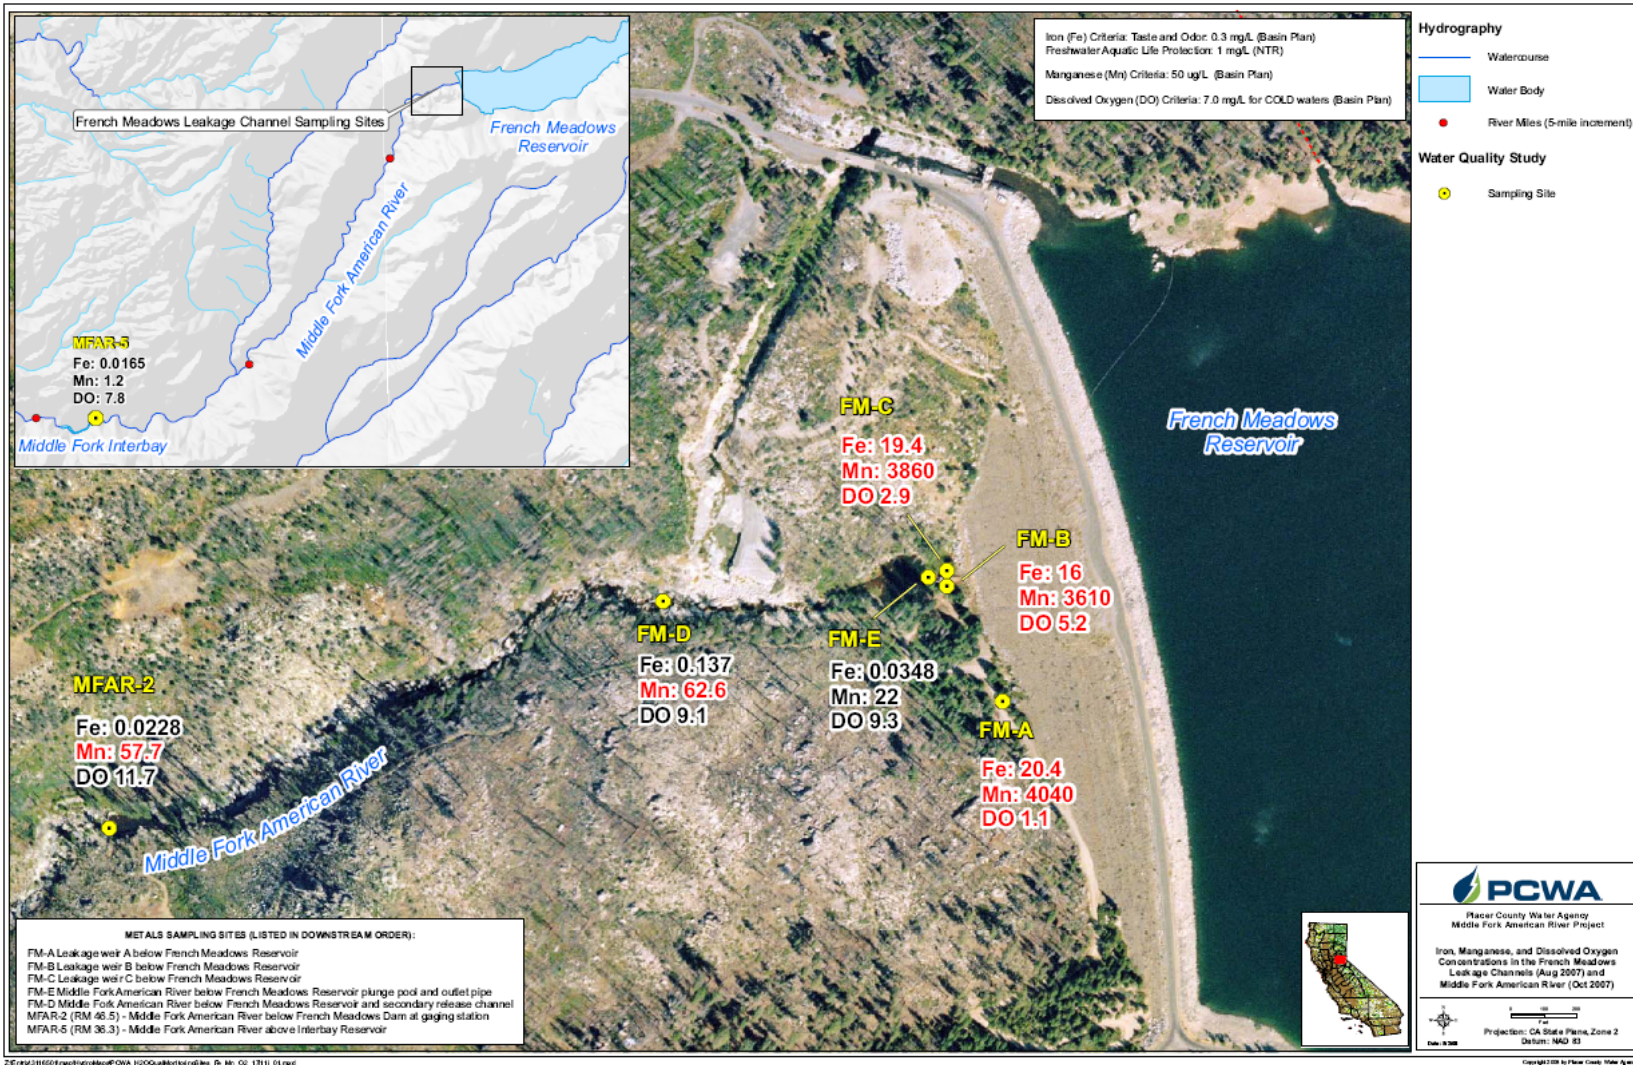 French Meadows Leakage Channel Sampling Sites
French Meadows
Reservoir
Middle Fork American River
MFAR-5
Fe: 0.0165
Mn: 1.2
DO: 7.8
Middle Fork Interbay
Iron (Fe) Criteria: Taste and Odor: 0.3 mg/L (Basin Plan)
Freshwater Aquatic Life Protection: 1 mg/L (NTR)
Manganese (Mn) Criteria: 50 ug/L (Basin Plan)
Dissolved Oxygen (DO) Criteria: 7.0 mg/L for COLD waters (Basin Plan)
Hydrography
Watercourse
Water Body
River Miles (5-mile increment)
Water Quality Study
Sampling Site
French Meadows
Reservoir
FM-C
Fe: 19.4
Mn: 3860
DO 2.9
FM-B
Fe: 16
Mn: 3610
DO 5.2
FM-E
Fe: 0.0348
Mn: 22
DO 9.3
FM-D
Fe: 0.137
Mn: 62.6
DO 9.1
FM-A
Fe: 20.4
Mn: 4040
DO 1.1
MFAR-2
Fe: 0.0228
Mn: 57.7
DO 11.7
Middle Fork American River
METALS SAMPLING SITES (LISTED IN DOWNSTREAM ORDER):
FM-A Leakage weir A below French Meadows Reservoir
FM-B Leakage weir B below French Meadows Reservoir
FM-C Leakage weir C below French Meadows Reservoir
FM-E Middle Fork American River below French Meadows Reservoir plunge pool and outlet pipe
FM-D Middle Fork American River below French Meadows Reservoir and secondary release channel
MFAR-2 (RM 46.5) - Middle Fork American River below French Meadows Dam at gaging station
MFAR-5 (RM 36.3) - Middle Fork American River above Interbay Reservoir
PCWA
Placer County Water Agency
Middle Fork American River Project
Iron, Manganese, and Dissolved Oxygen
Concentrations in the French Meadows
Leakage Channels (Aug 2007) and
Middle Fork American River (Oct 2007)
Feet
Projection: CA State Plane, Zone 2
Datum: NAD 83